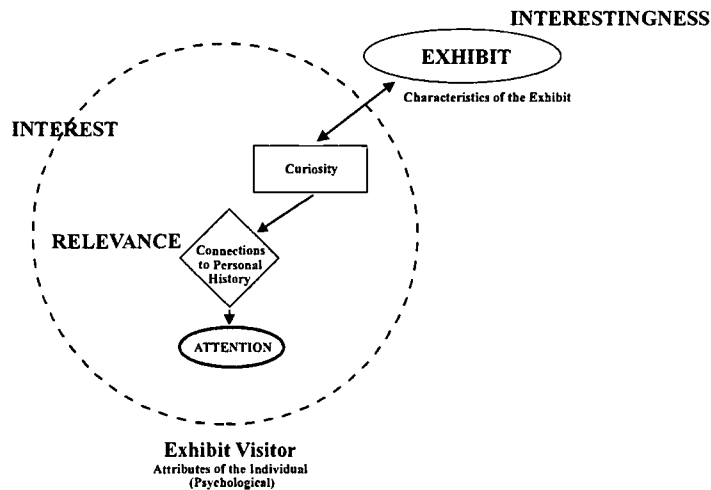 INTERESTINGNESS
EXHIBIT
Characteristics of the Exhibit
INTEREST
Curiosity
RELEVANCE
Connections
to Personal
History
ATTENTION
Exhibit Visitor
Attributes of the Individual
(Psychological)